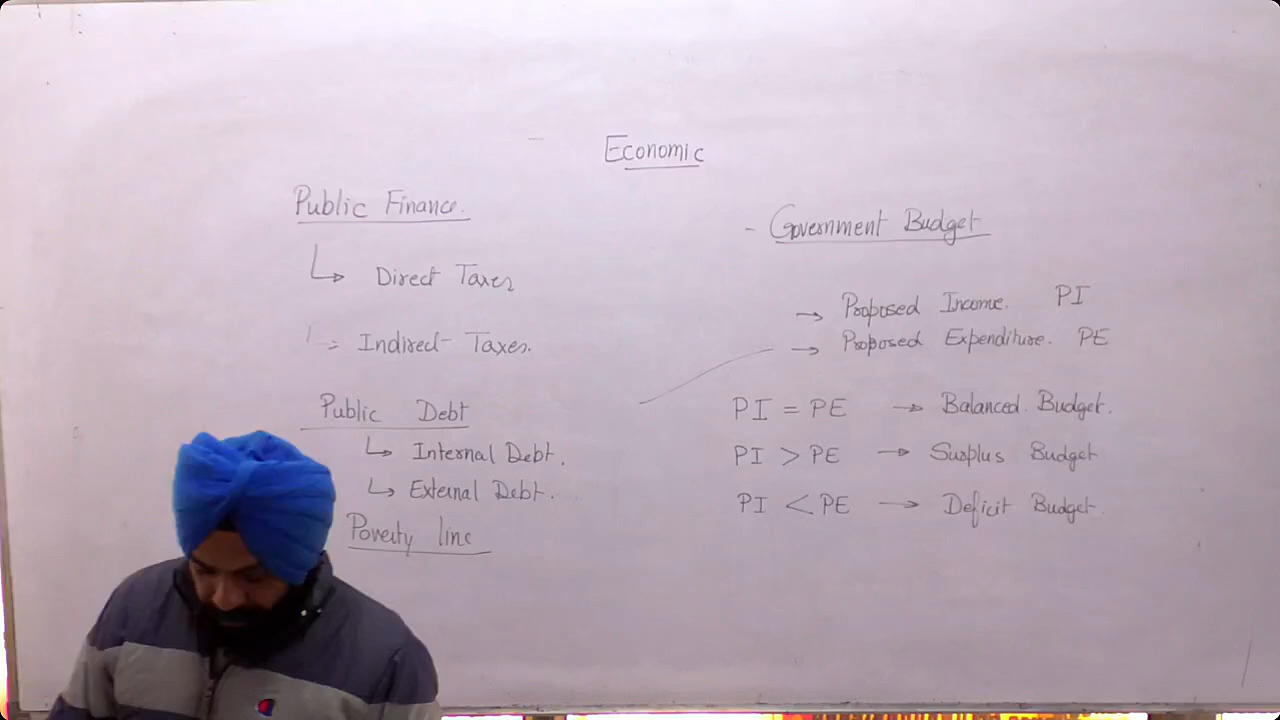 Economic
Public Finance.
Direct Taxes
Indirect Taxes.
Public Debt
Internal Debt.
External Debt.
Poverty line
- Government Budget
→ Proposed Income. PI
→ Proposed Expenditure. PE
PI = PE → Balanced Budget.
PI > PE → Surplus Budget
PI < PE → Deficit Budget.